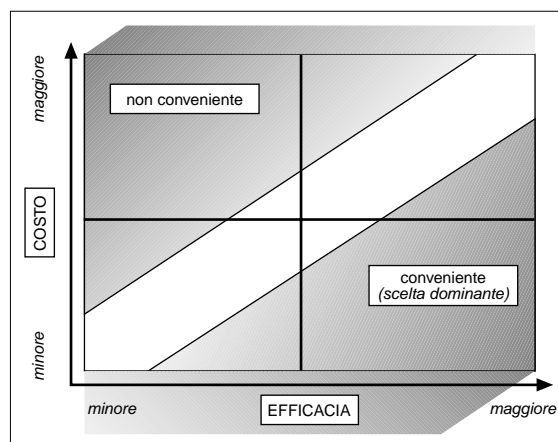 maggiore
non conveniente
COSTO
conveniente
(scelta dominante)
minore
minore
EFFICACIA
maggiore